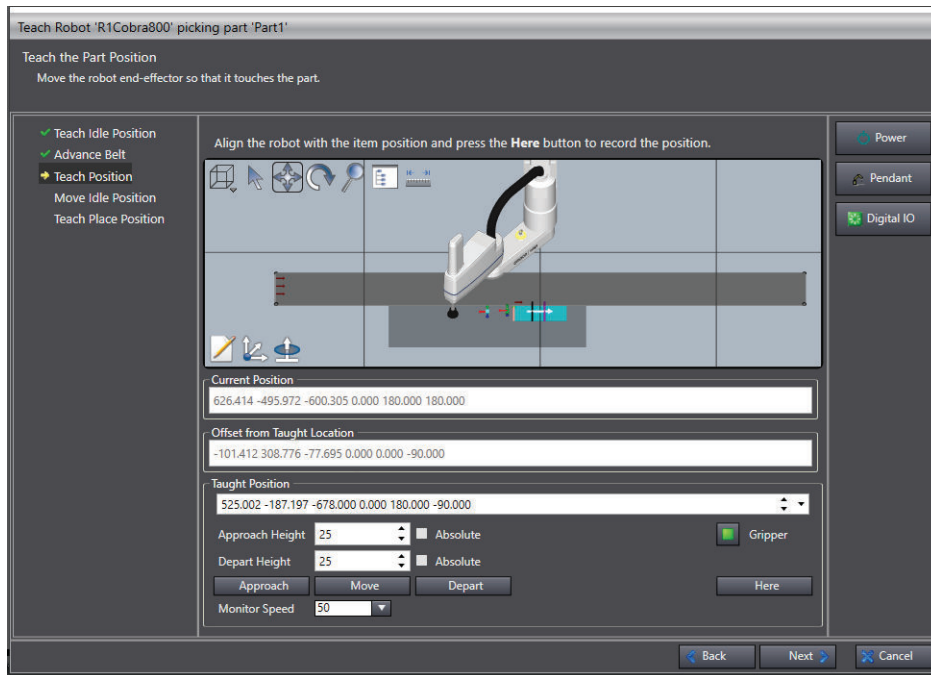 Teach Robot 'R1Cobra800' picking part 'Part1'
Teach the Part Position
Move the robot end-effector so that it touches the part.
Teach Idle Position
Advance Belt
Teach Position
Move Idle Position
Teach Place Position
Align the robot with the item position and press the Here button to record the position.
Current Position
626.414 -495.972 -600.305 0.000 180.000 180.000
Offset from Taught Location
-101.412 308.776 -77.695 0.000 0.000 -90.000
Taught Position
525.002 -187.197 -678.000 0.000 180.000 -90.000
Approach Height 25 Absolute
Gripper
Depart Height 25 Absolute
Approach Move Depart Here
Monitor Speed 50
Power
Pendant
Digital IO
Back Next Cancel